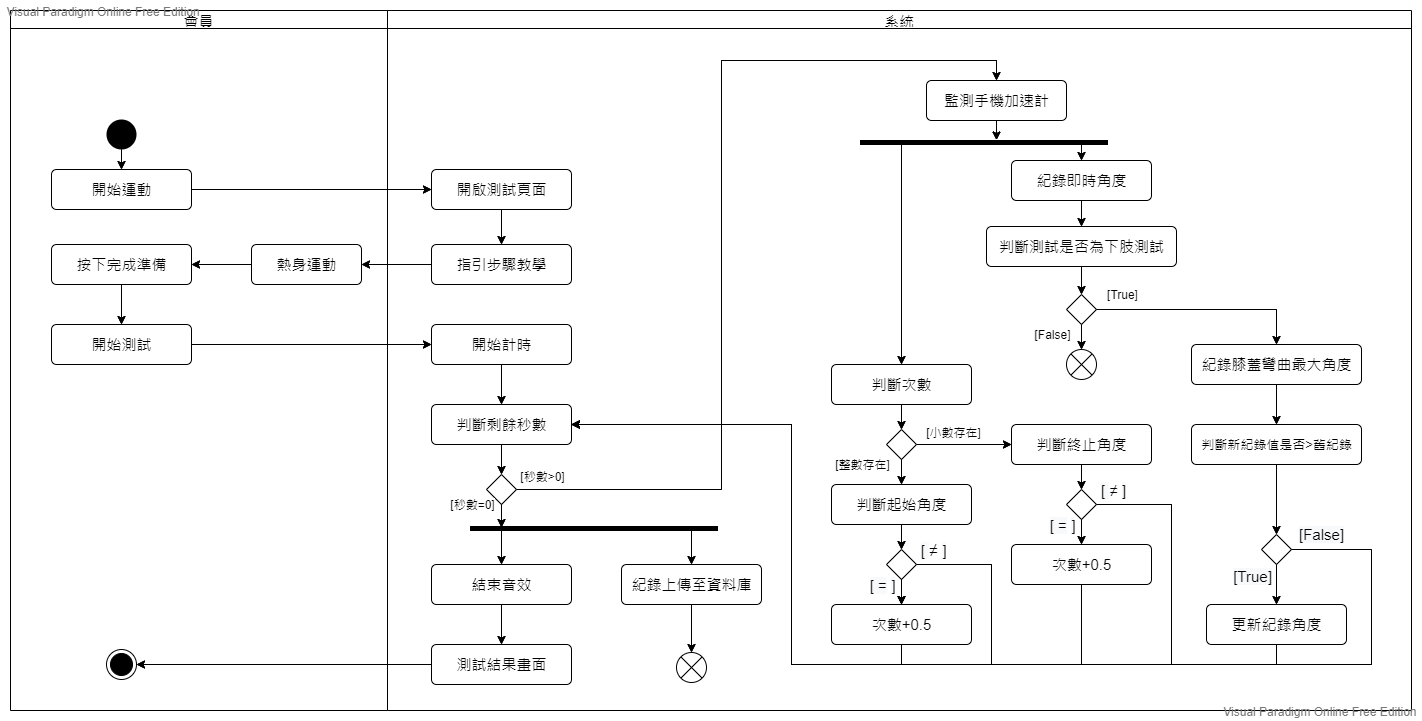 Visual Paradigm Online Free Edition
會員
系統
監測手機加速計
開始運動
開啟測試頁面
紀錄即時角度
判斷測試是否為下肢測試
按下完成準備
熱身運動
指引步驟教學
[True]
[False]
開始測試
開始計時
紀錄膝蓋彎曲最大角度
判斷次數
判斷剩餘秒數
[小數存在]
判斷終止角度
判斷新紀錄值是否>舊紀錄
[整數存在]
[秒數>0]
[秒數=0]
判斷起始角度
[ ≠ ]
[ = ]
[False]
[ ≠ ]
[ = ]
次數+0.5
[True]
結束音效
紀錄上傳至資料庫
次數+0.5
更新紀錄角度
測試結果畫面
Visual Paradigm Online Free Edition